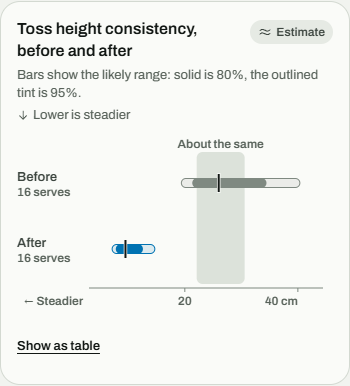 Toss height consistency,
before and after
≈ Estimate
Bars show the likely range: solid is 80%, the outlined
tint is 95%.
↓ Lower is steadier
About the same
Before
16 serves
After
16 serves
← Steadier
20
40 cm
Show as table